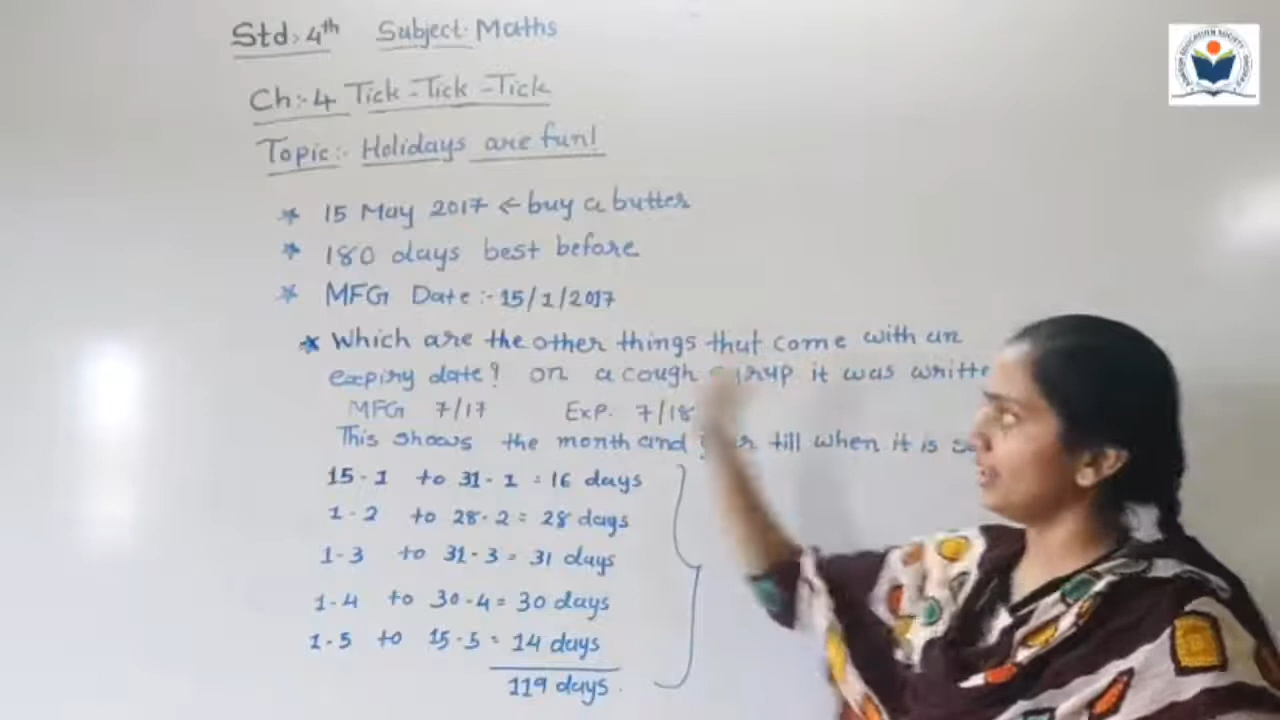 Std:- 4th Subject:- Maths
Ch:- 4 Tick-Tick-Tick
Topic:- Holidays are fun!
* 15 May 2017 ← buy a butter
* 180 days best before
* MFG Date :- 15/1/2017
* Which are the other things that come with an
expiry date? on a cough syrup it was
MFG 7/17 Exp. 7/18
This shows the month and till when it is
15-1 to 31-1 = 16 days
1-2 to 28-2 = 28 days
1-3 to 31-3 = 31 days
1-4 to 30-4 = 30 days
1-5 to 15-5 = 14 days
119 days.